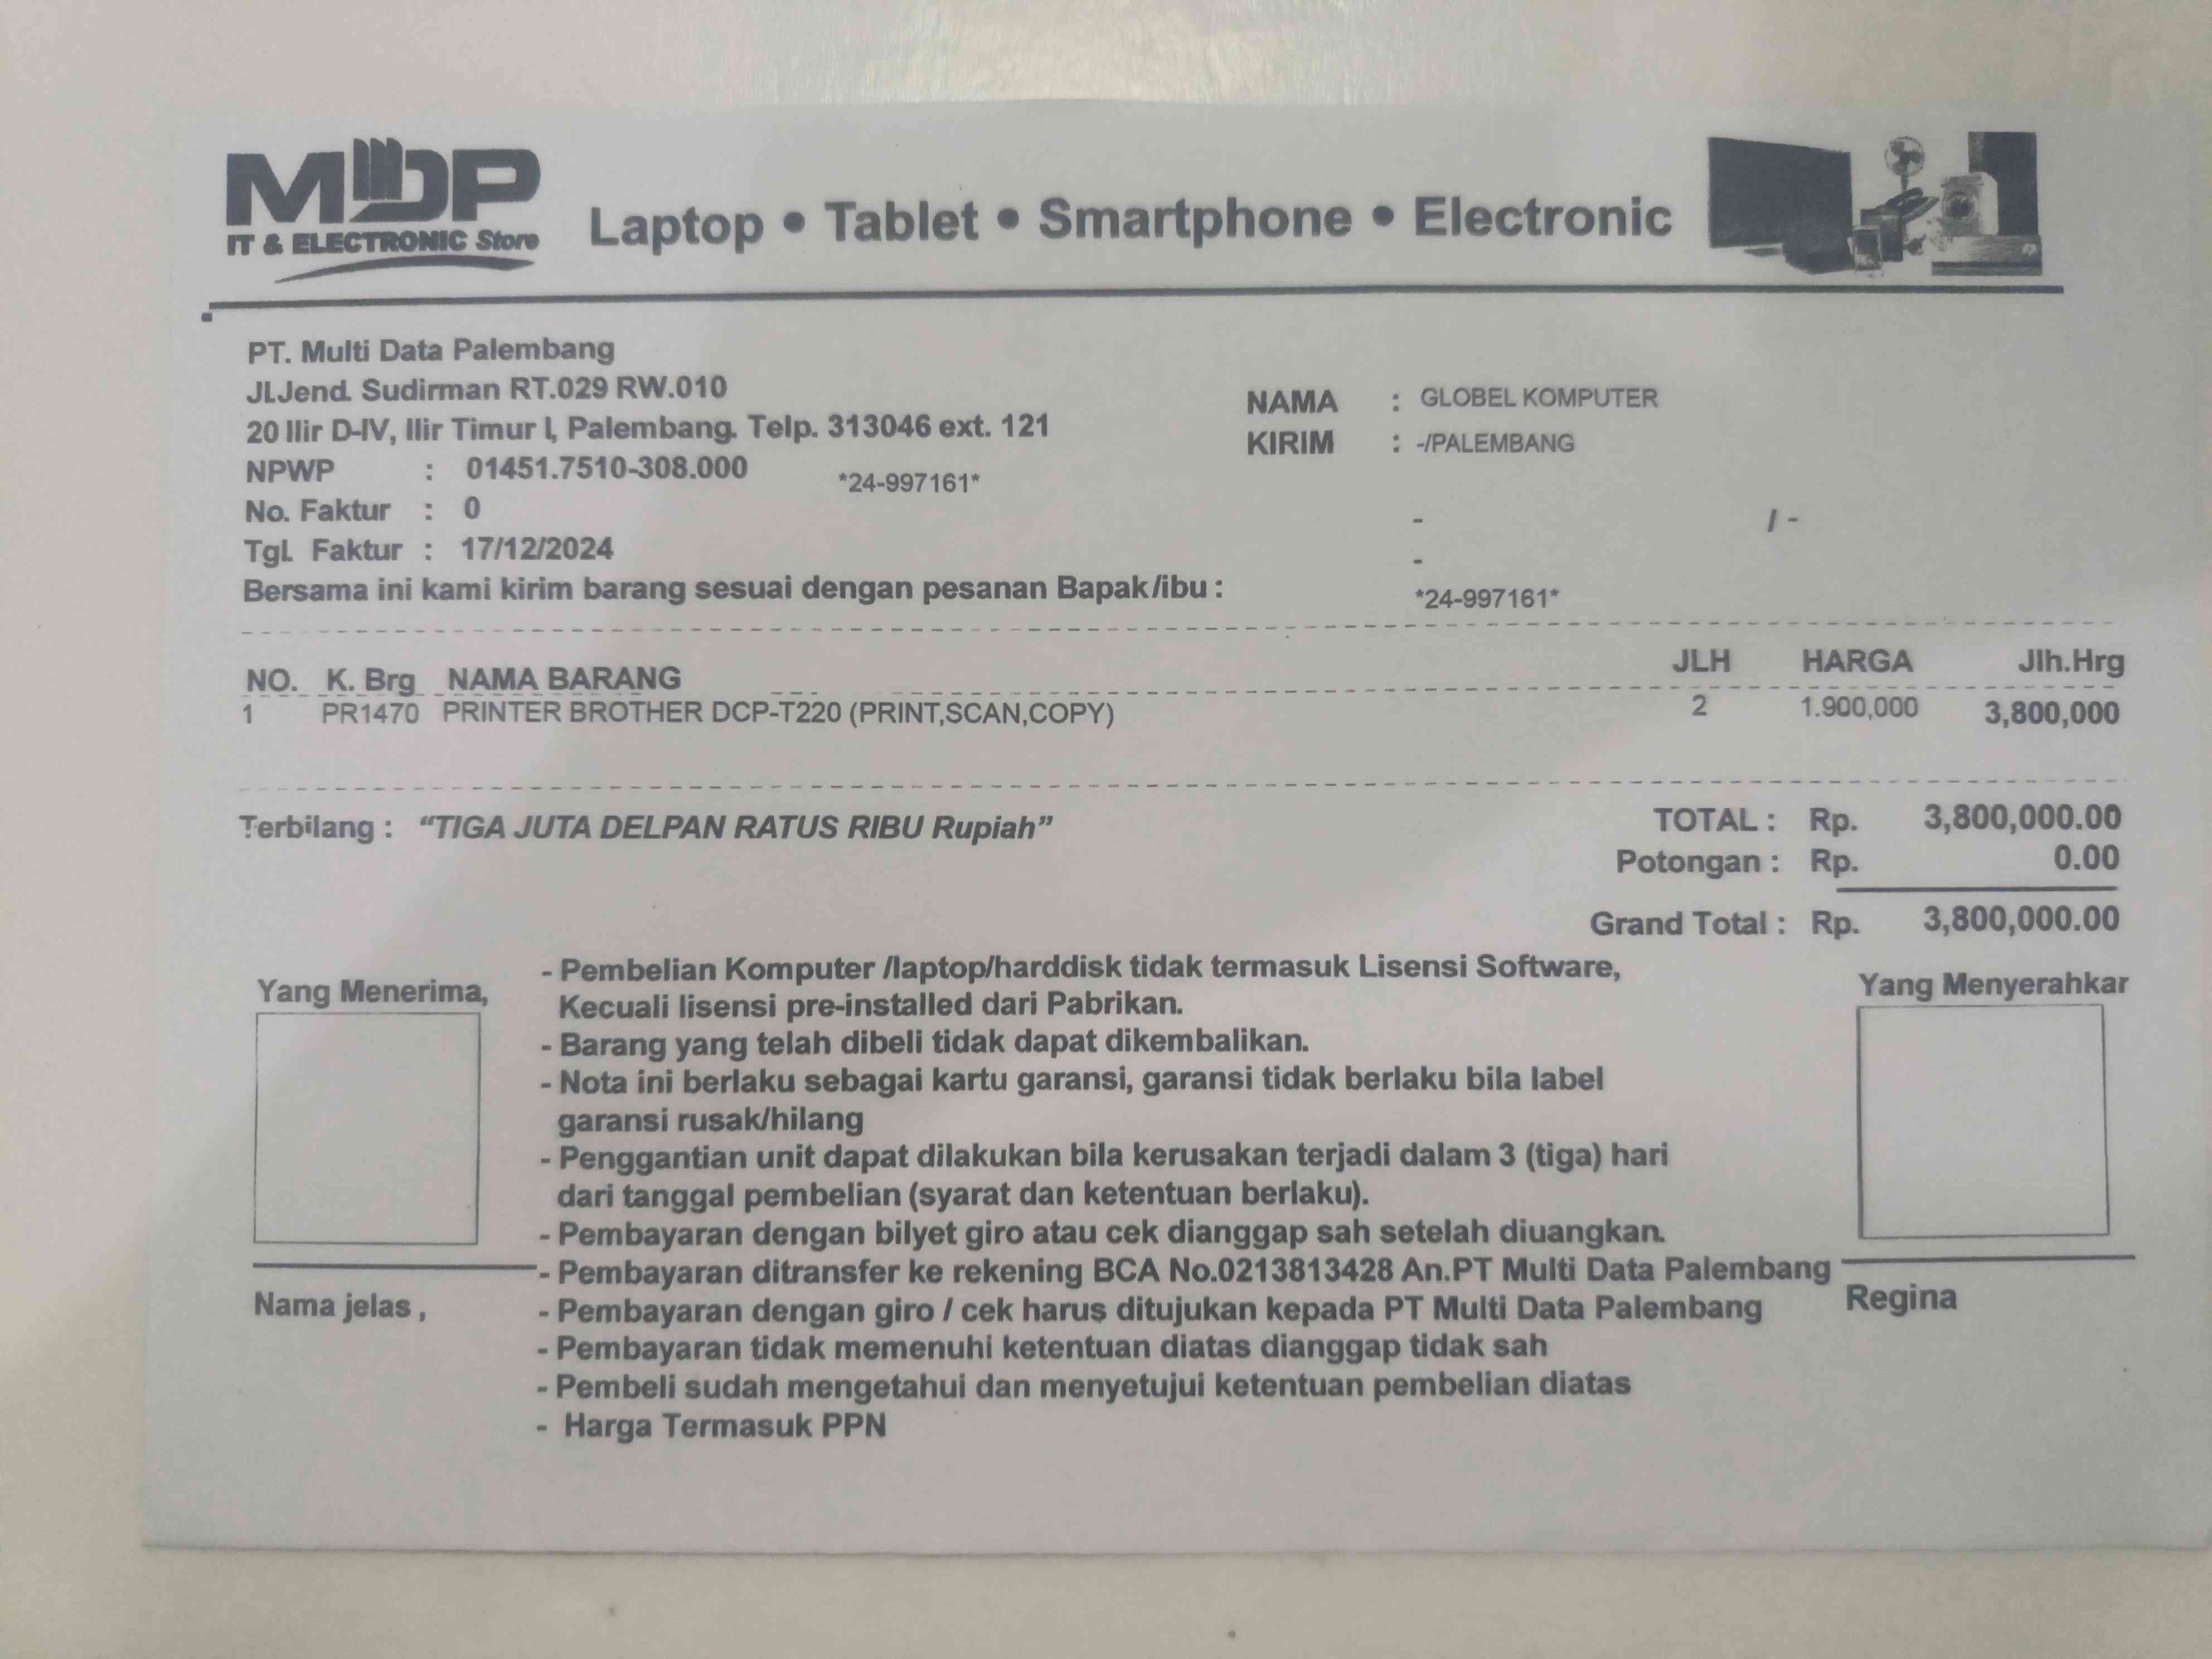 MDP
IT & ELECTRONIC Store
Laptop • Tablet • Smartphone • Electronic
PT. Multi Data Palembang
Jl.Jend. Sudirman RT.029 RW.010
20 Ilir D-IV, Ilir Timur I, Palembang. Telp. 313046 ext. 121
NPWP : 01451.7510-308.000 *24-997161*
No. Faktur : 0
Tgl. Faktur : 17/12/2024
Bersama ini kami kirim barang sesuai dengan pesanan Bapak/ibu :
NAMA : GLOBEL KOMPUTER
KIRIM : -/PALEMBANG
- / -
-
*24-997161*
NO. K. Brg NAMA BARANG JLH HARGA Jlh.Hrg
1 PR1470 PRINTER BROTHER DCP-T220 (PRINT,SCAN,COPY) 2 1.900,000 3,800,000
Terbilang : “TIGA JUTA DELPAN RATUS RIBU Rupiah”
TOTAL : Rp. 3,800,000.00
Potongan : Rp. 0.00
Grand Total : Rp. 3,800,000.00
Yang Menerima,
Nama jelas ,
- Pembelian Komputer /laptop/harddisk tidak termasuk Lisensi Software,
Kecuali lisensi pre-installed dari Pabrikan.
- Barang yang telah dibeli tidak dapat dikembalikan.
- Nota ini berlaku sebagai kartu garansi, garansi tidak berlaku bila label
garansi rusak/hilang
- Penggantian unit dapat dilakukan bila kerusakan terjadi dalam 3 (tiga) hari
dari tanggal pembelian (syarat dan ketentuan berlaku).
- Pembayaran dengan bilyet giro atau cek dianggap sah setelah diuangkan.
- Pembayaran ditransfer ke rekening BCA No.0213813428 An.PT Multi Data Palembang
- Pembayaran dengan giro / cek harus ditujukan kepada PT Multi Data Palembang
- Pembayaran tidak memenuhi ketentuan diatas dianggap tidak sah
- Pembeli sudah mengetahui dan menyetujui ketentuan pembelian diatas
- Harga Termasuk PPN
Yang Menyerahkar
Regina